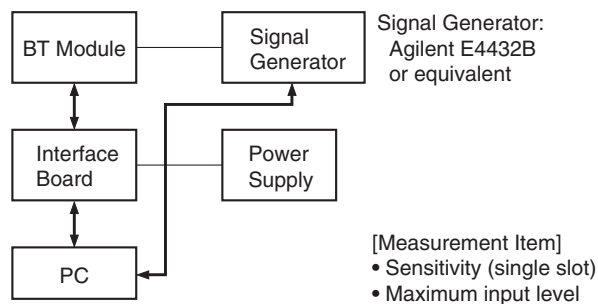 BT Module
Signal
Generator
Signal Generator:
Agilent E4432B
or equivalent
Interface
Board
Power
Supply
PC
[Measurement Item]
• Sensitivity (single slot)
• Maximum input level